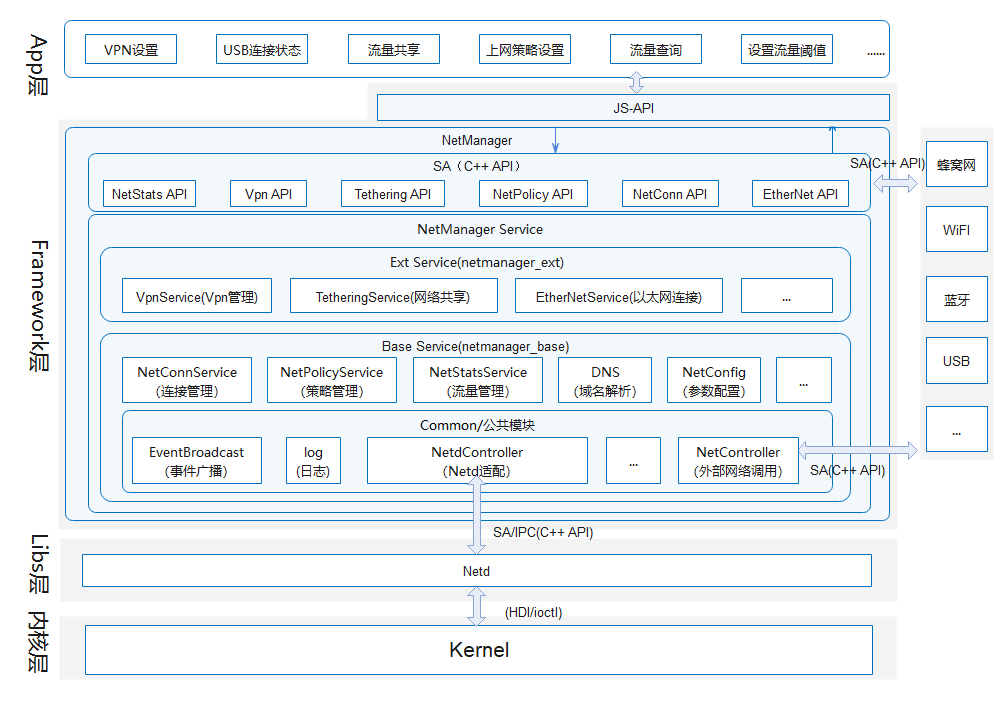 App层
VPN设置
USB连接状态
流量共享
上网策略设置
流量查询
设置流量阈值
......
JS-API
Framework层
NetManager
SA（C++ API）
NetStats API
Vpn API
Tethering API
NetPolicy API
NetConn API
EtherNet API
NetManager Service
Ext Service(netmanager_ext)
VpnService(Vpn管理)
TetheringService(网络共享)
EtherNetService(以太网连接)
...
Base Service(netmanager_base)
NetConnService
（连接管理）
NetPolicyService
（策略管理）
NetStatsService
（流量管理）
DNS
（域名解析）
NetConfig
（参数配置）
...
Common/公共模块
EventBroadcast
（事件广播）
log
（日志）
NetdController
（Netd适配）
...
NetController
（外部网络调用）
SA(C++ API)
蜂窝网
WiFI
蓝牙
USB
...
SA(C++ API)
SA/IPC(C++ API)
Libs层
Netd
(HDI/ioctl)
内核层
Kernel